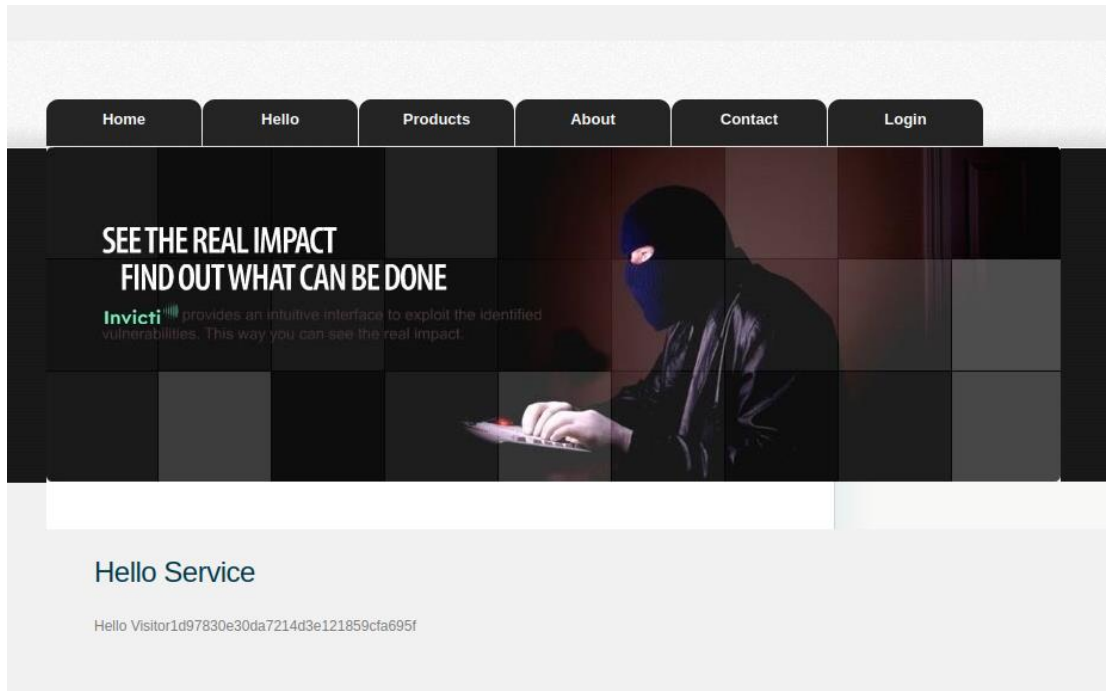 Home Hello Products About Contact Login
SEE THE REAL IMPACT
FIND OUT WHAT CAN BE DONE
Invicti provides an intuitive interface to exploit the identified
vulnerabilities. This way you can see the real impact.
Hello Service
Hello Visitor1d97830e30da7214d3e121859cfa695f